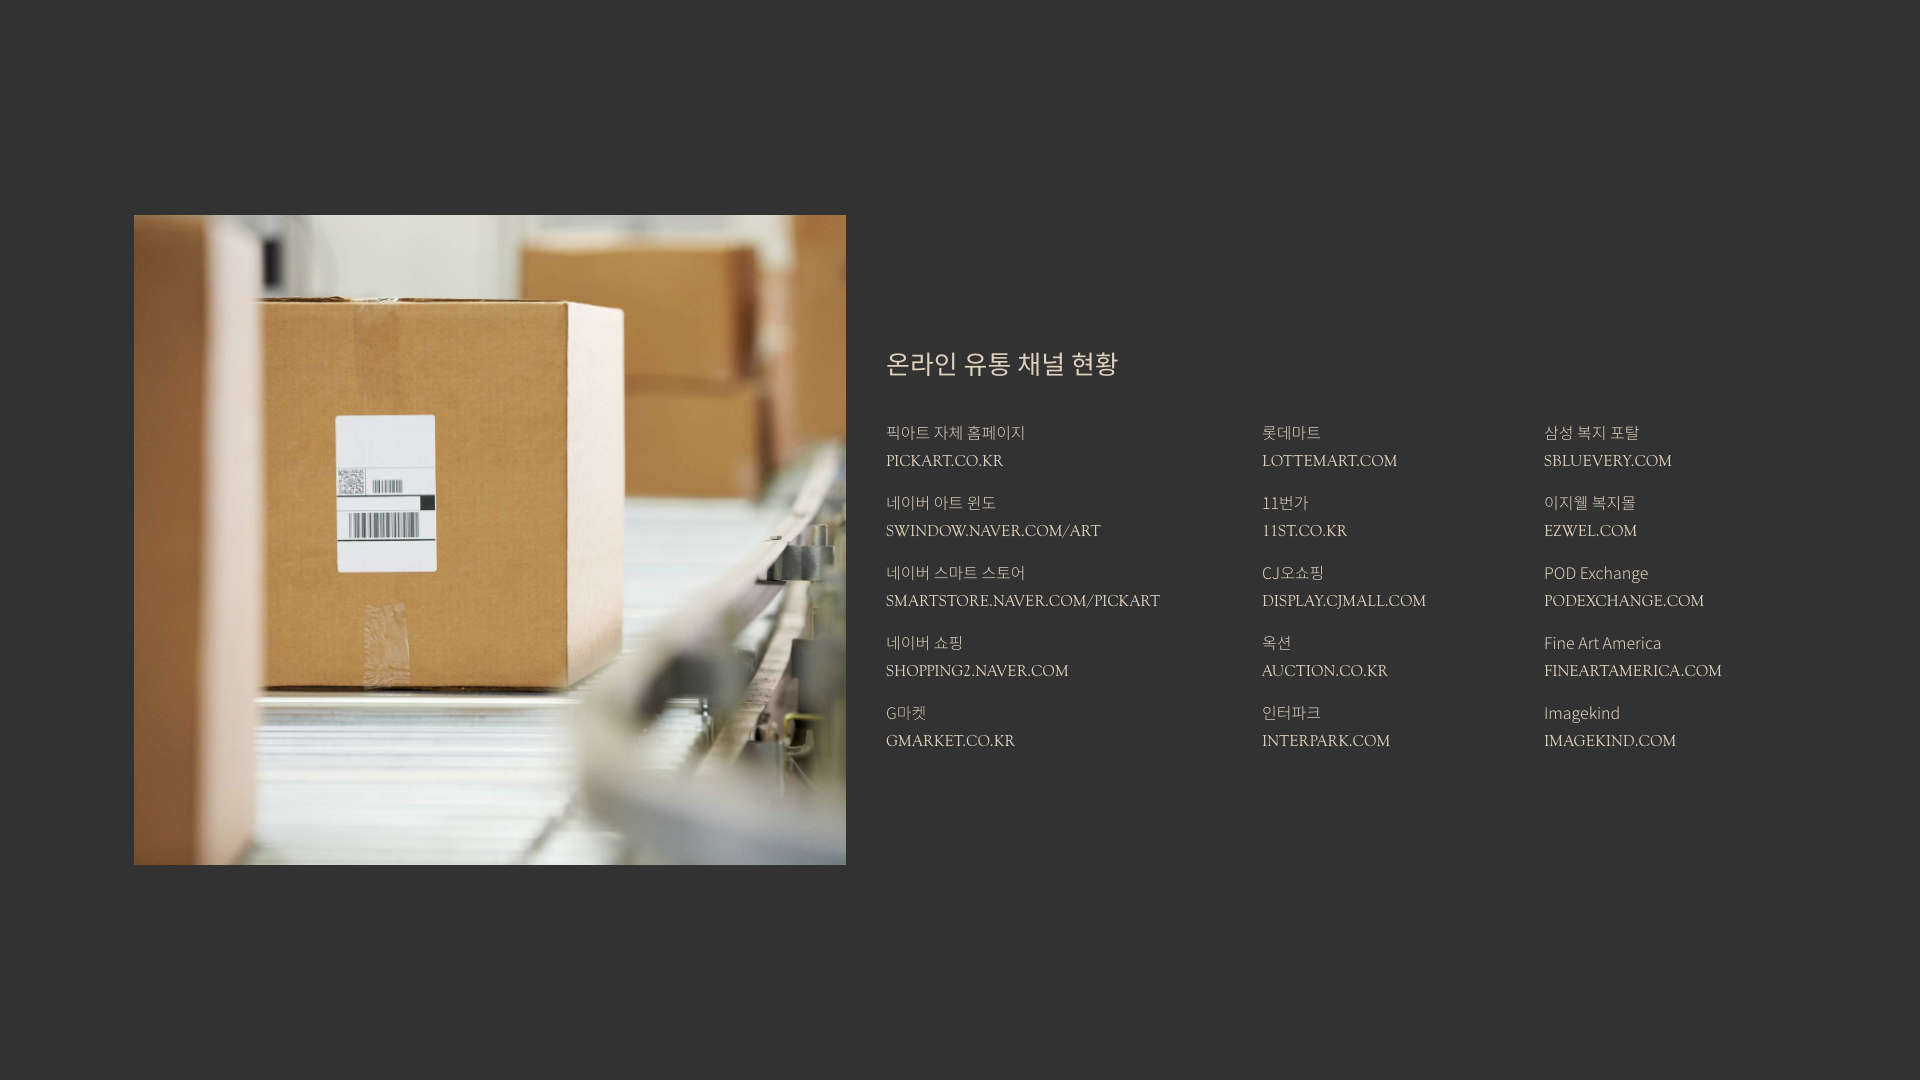 온라인 유통 채널 현황
픽아트 자체 홈페이지
PICKART.CO.KR
네이버 아트 윈도
SWINDOW.NAVER.COM/ART
네이버 스마트 스토어
SMARTSTORE.NAVER.COM/PICKART
네이버 쇼핑
SHOPPING2.NAVER.COM
G마켓
GMARKET.CO.KR
롯데마트
LOTTEMART.COM
11번가
11ST.CO.KR
CJ오쇼핑
DISPLAY.CJMALL.COM
옥션
AUCTION.CO.KR
인터파크
INTERPARK.COM
삼성 복지 포탈
SBLUEVERY.COM
이지웰 복지몰
EZWEL.COM
POD Exchange
PODEXCHANGE.COM
Fine Art America
FINEARTAMERICA.COM
Imagekind
IMAGEKIND.COM